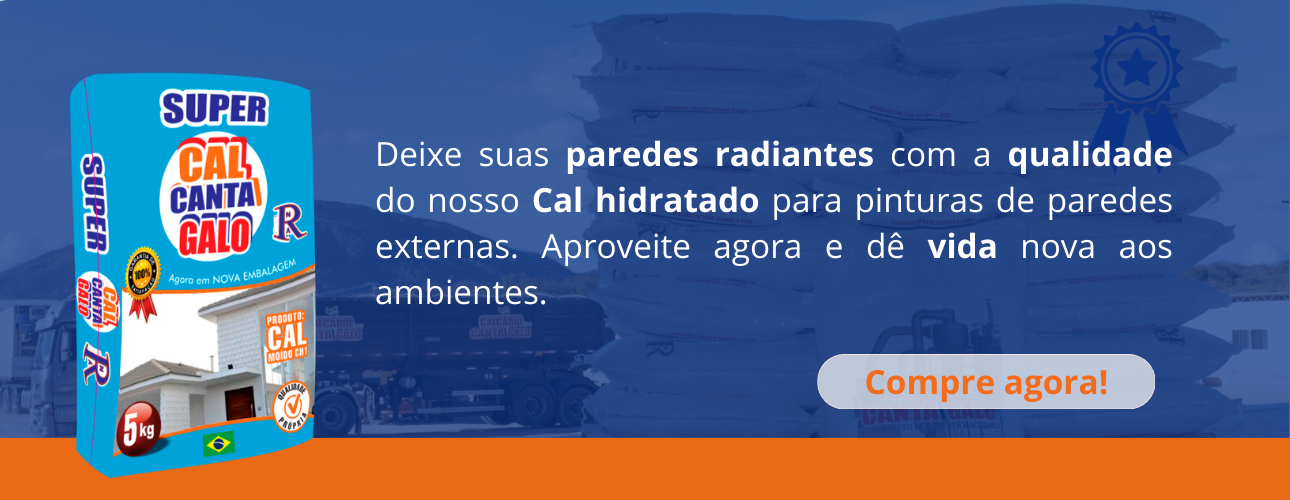 SUPER
CAL
CANTA
GALO
R
SUPER
CAL
CANTA
GALO
R
100%
Agora em NOVA EMBALAGEM
PRODUTO:
CAL
MOIDO CH1
QUALIDADE
PRÓPRIA
5kg
Deixe suas paredes radiantes com a qualidade
do nosso Cal hidratado para pinturas de paredes
externas. Aproveite agora e dê vida nova aos
ambientes.
Compre agora!
CALCÁRIO
CANTA GALO